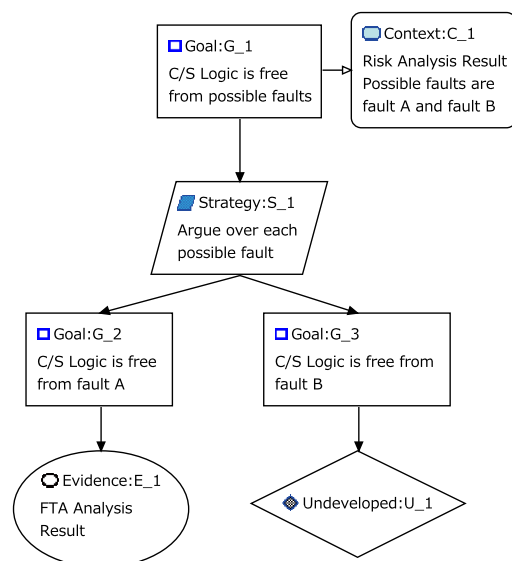 Goal:G_1
C/S Logic is free
from possible faults
Context:C_1
Risk Analysis Result
Possible faults are
fault A and fault B
Strategy:S_1
Argue over each
possible fault
Goal:G_2
C/S Logic is free
from fault A
Goal:G_3
C/S Logic is free from
fault B
Evidence:E_1
FTA Analysis
Result
Undeveloped:U_1